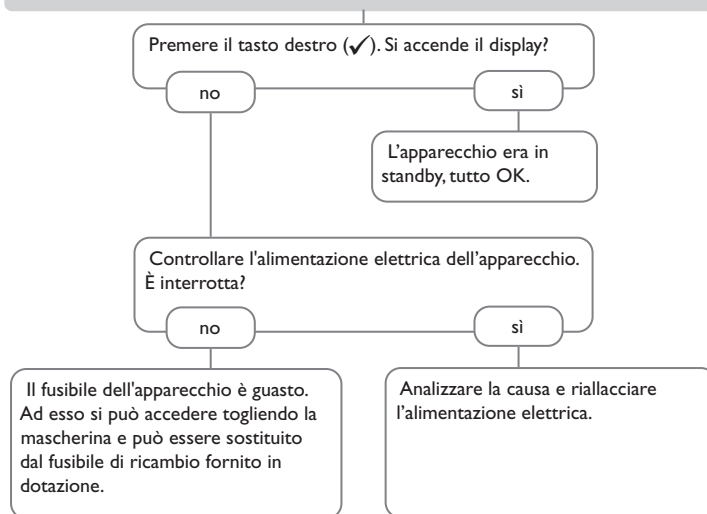 Premere il tasto destro (✓). Si accende il display?
no
sì
L'apparecchio era in
standby, tutto OK.
Controllare l'alimentazione elettrica dell'apparecchio.
È interrotta?
no
sì
Il fusibile dell'apparecchio è guasto.
Ad esso si può accedere togliendo la
mascherina e può essere sostituito
dal fusibile di ricambio fornito in
dotazione.
Analizzare la causa e riallacciare
l'alimentazione elettrica.